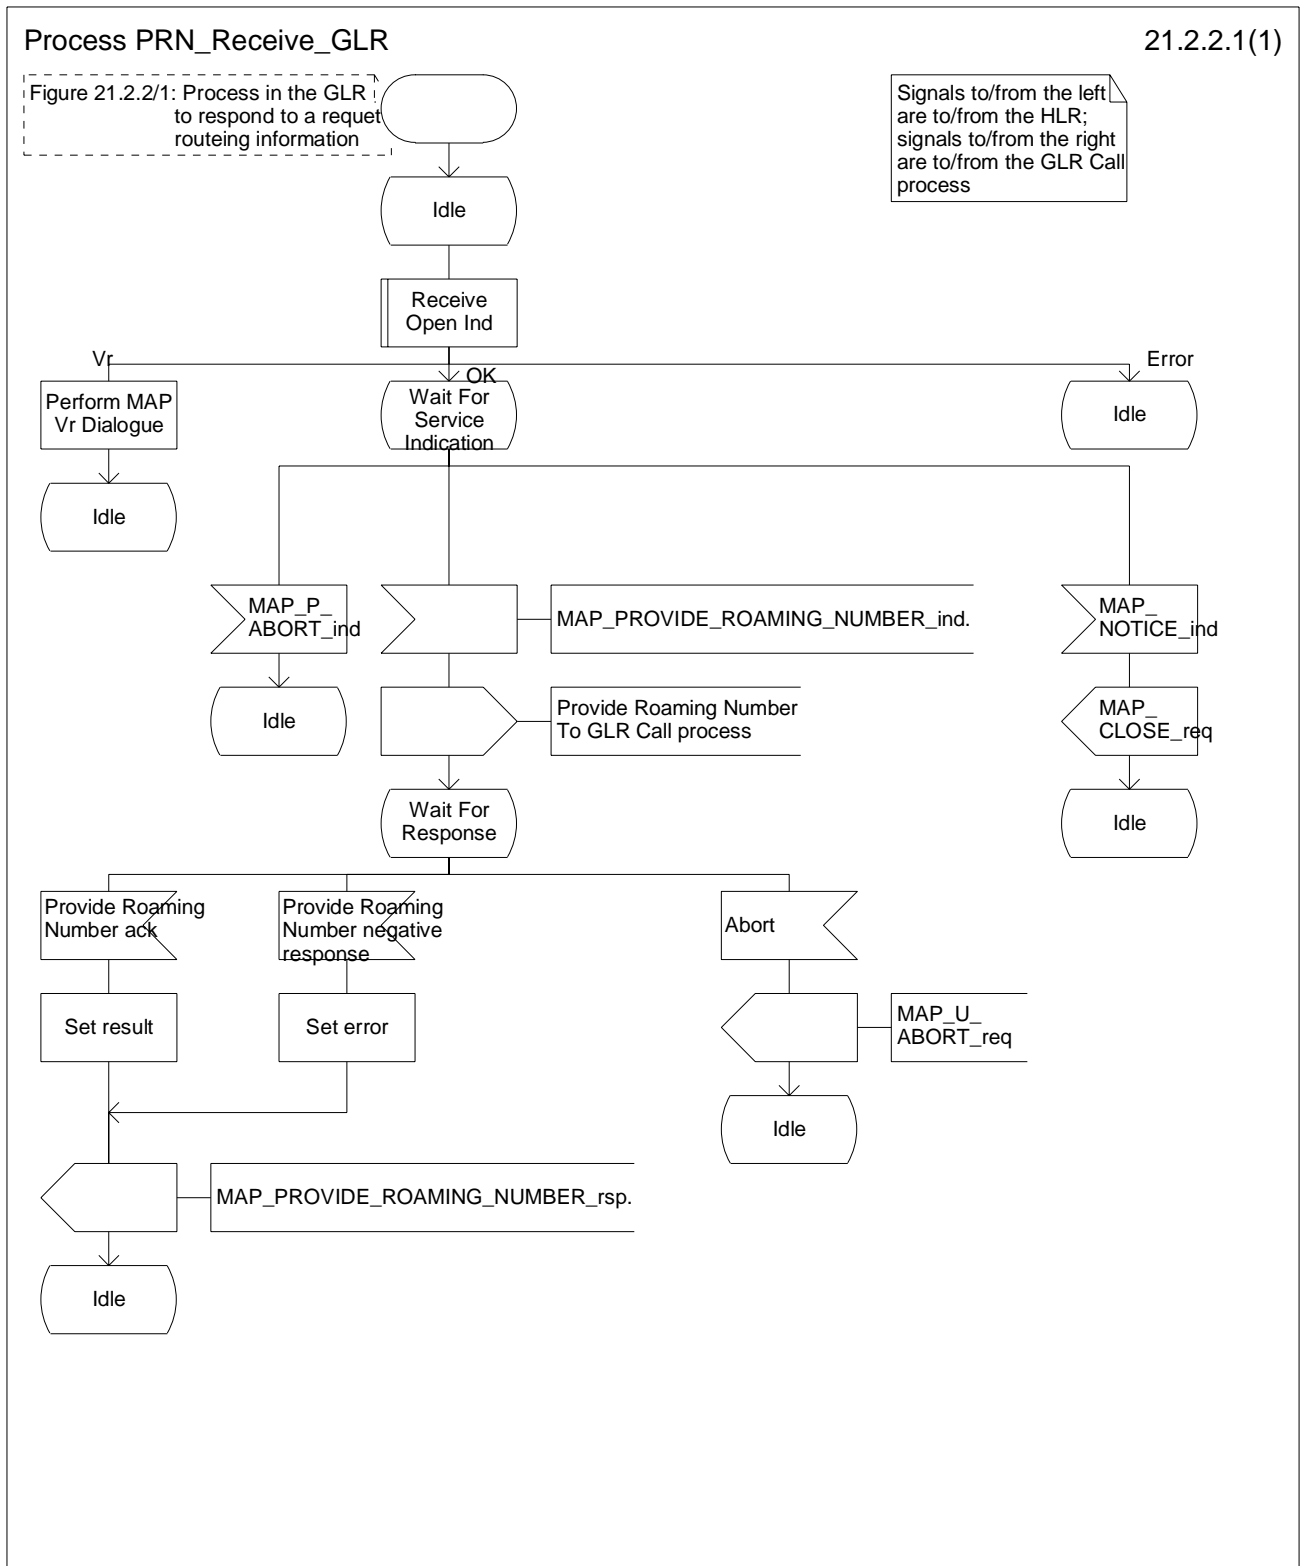 Process PRN_Receive_GLR
21.2.2.1(1)
Figure 21.2.2/1: Process in the GLR
to respond to a requet
routeing information
Signals to/from the left
are to/from the HLR;
signals to/from the right
are to/from the GLR Call
process
Idle
Receive
Open Ind
Vr
OK
Error
Perform MAP
Vr Dialogue
Wait For
Service
Indication
Idle
Idle
MAP_P_
ABORT_ind
MAP_PROVIDE_ROAMING_NUMBER_ind.
MAP_
NOTICE_ind
Idle
Provide Roaming Number
To GLR Call process
MAP_
CLOSE_req
Wait For
Response
Idle
Provide Roaming
Number ack
Provide Roaming
Number negative
response
Abort
Set result
Set error
MAP_U_
ABORT_req
Idle
MAP_PROVIDE_ROAMING_NUMBER_rsp.
Idle